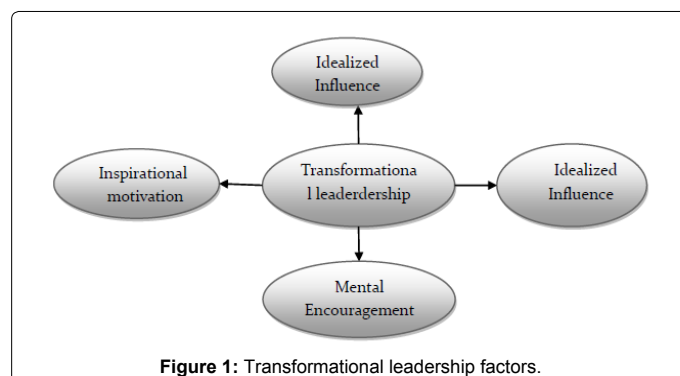 Idealized
Influence
Inspirational
motivation
Transformationa
l leaderdership
Idealized
Influence
Mental
Encouragement
Figure 1: Transformational leadership factors.